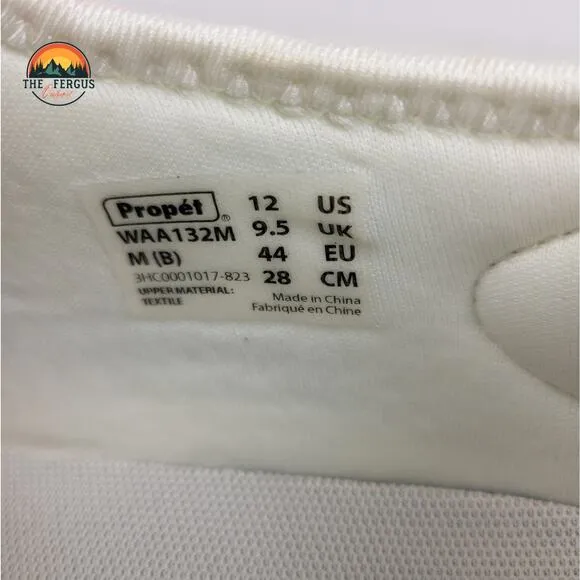 THE FERGUS
Propét ® 12 US
WAA132M 9.5 UK
M (B) 44 EU
3HC0001017-823 28 CM
UPPER MATERIAL:
TEXTILE
Made in China
Fabriqué en Chine